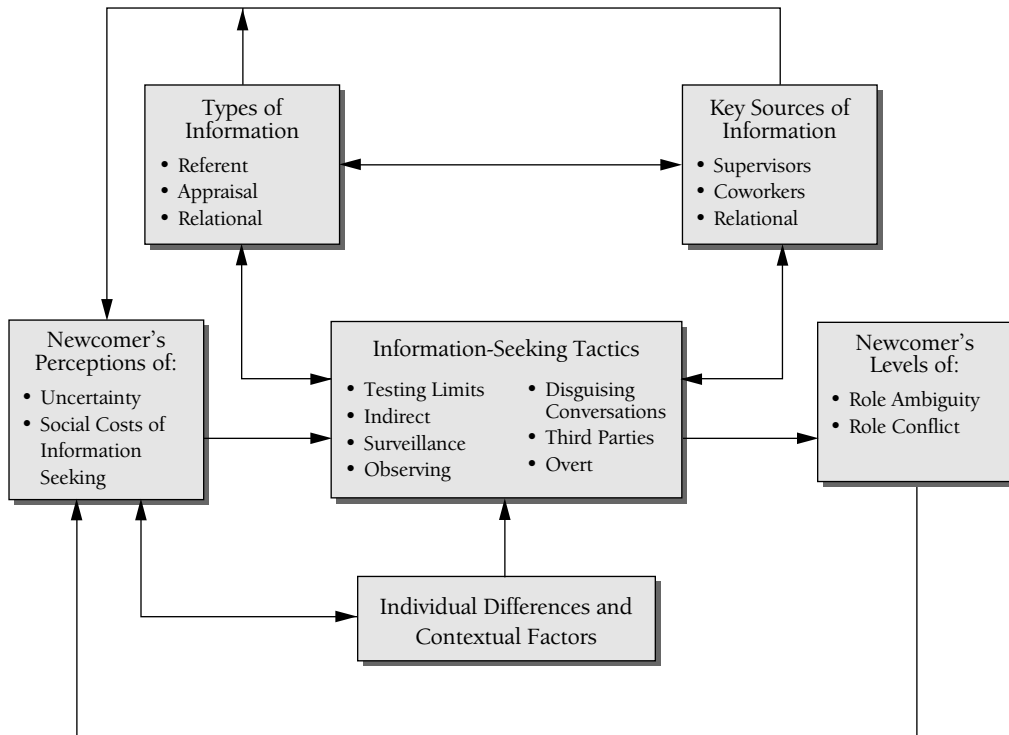 Types of
Information
• Referent
• Appraisal
• Relational
Key Sources of
Information
• Supervisors
• Coworkers
• Relational
Newcomer’s
Perceptions of:
• Uncertainty
• Social Costs of
Information
Seeking
Information-Seeking Tactics
• Testing Limits
• Indirect
• Surveillance
• Observing
• Disguising
Conversations
• Third Parties
• Overt
Newcomer’s
Levels of:
• Role Ambiguity
• Role Conflict
Individual Differences and
Contextual Factors